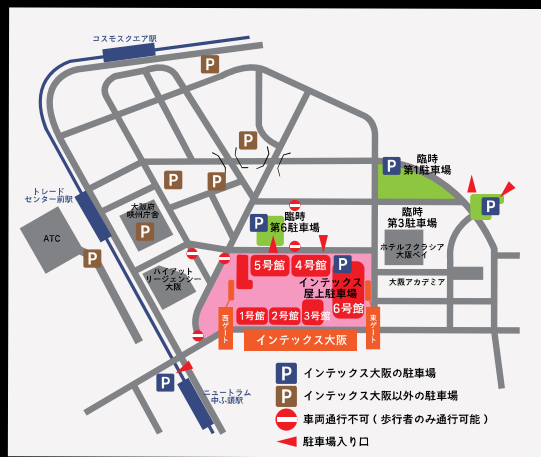 コスモスクエア駅
P
P
臨時
第1駐車場
P
トレード
センター前駅
P
P
P
大阪府
咲州庁舎
P
ATC
P
P
臨時
第6駐車場
臨時
第3駐車場
ホテルフクラシア
大阪ベイ
ハイアット
リージェンシー
大阪
5号館
4号館
P
インテックス
屋上駐車場
大阪アカデミア
1号館
2号館
3号館
6号館
西ゲート
東ゲート
インテックス大阪
P
ニュートラム
中ふ頭駅
P インテックス大阪の駐車場
P インテックス大阪以外の駐車場
車両通行不可 ( 歩行者のみ通行可能 )
駐車場入り口